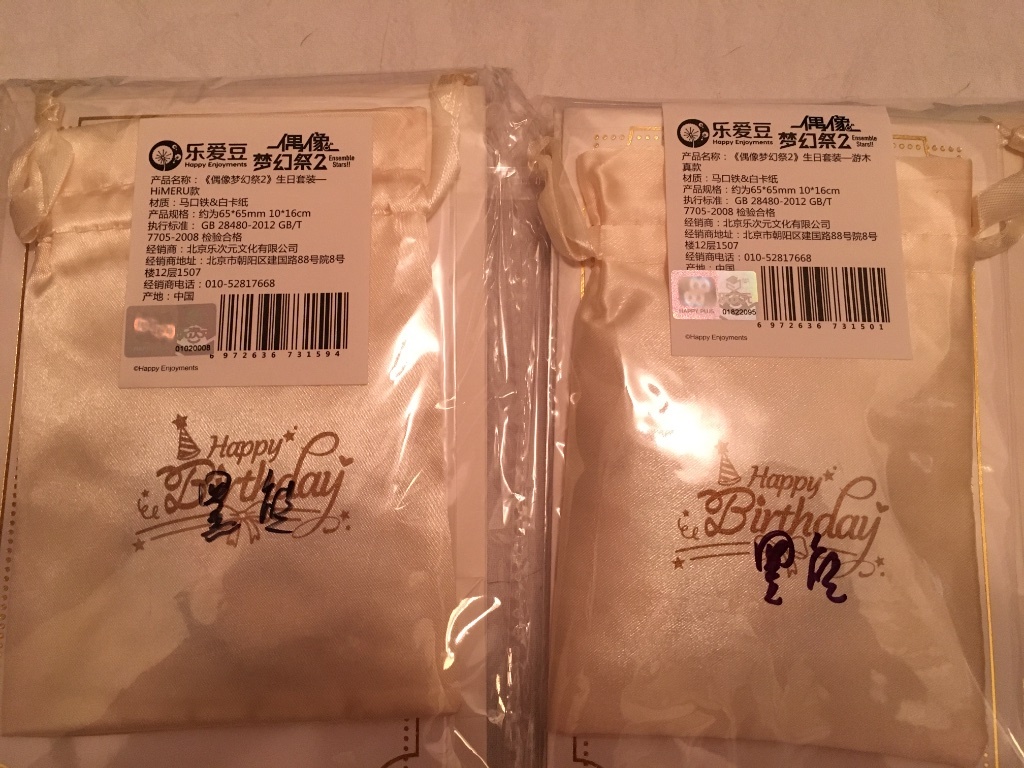 乐爱豆
Happy Enjoyments
偶像
梦幻祭2
Ensemble
Stars!!
产品名称：《偶像梦幻祭2》生日套装—
HiMERU款
材质：马口铁&白卡纸
产品规格：约为65*65mm 10*16cm
执行标准： GB 28480-2012 GB/T
7705-2008 检验合格
经销商：北京乐次元文化有限公司
经销商地址：北京市朝阳区建国路88号院8号
楼12层1507
经销商电话：010-52817668
产地：中国
01020008
6 972636 731594
©Happy Enjoyments
Happy
Birthday
乐爱豆
Happy Enjoyments
偶像
梦幻祭2
Ensemble
Stars!!
产品名称：《偶像梦幻祭2》生日套装—游木
真款
材质：马口铁&白卡纸
产品规格：约为65*65mm 10*16cm
执行标准： GB 28480-2012 GB/T
7705-2008 检验合格
经销商：北京乐次元文化有限公司
经销商地址：北京市朝阳区建国路88号院8号
楼12层1507
经销商电话：010-52817668
产地：中国
01822095
6 972636 731501
©Happy Enjoyments
Happy
Birthday